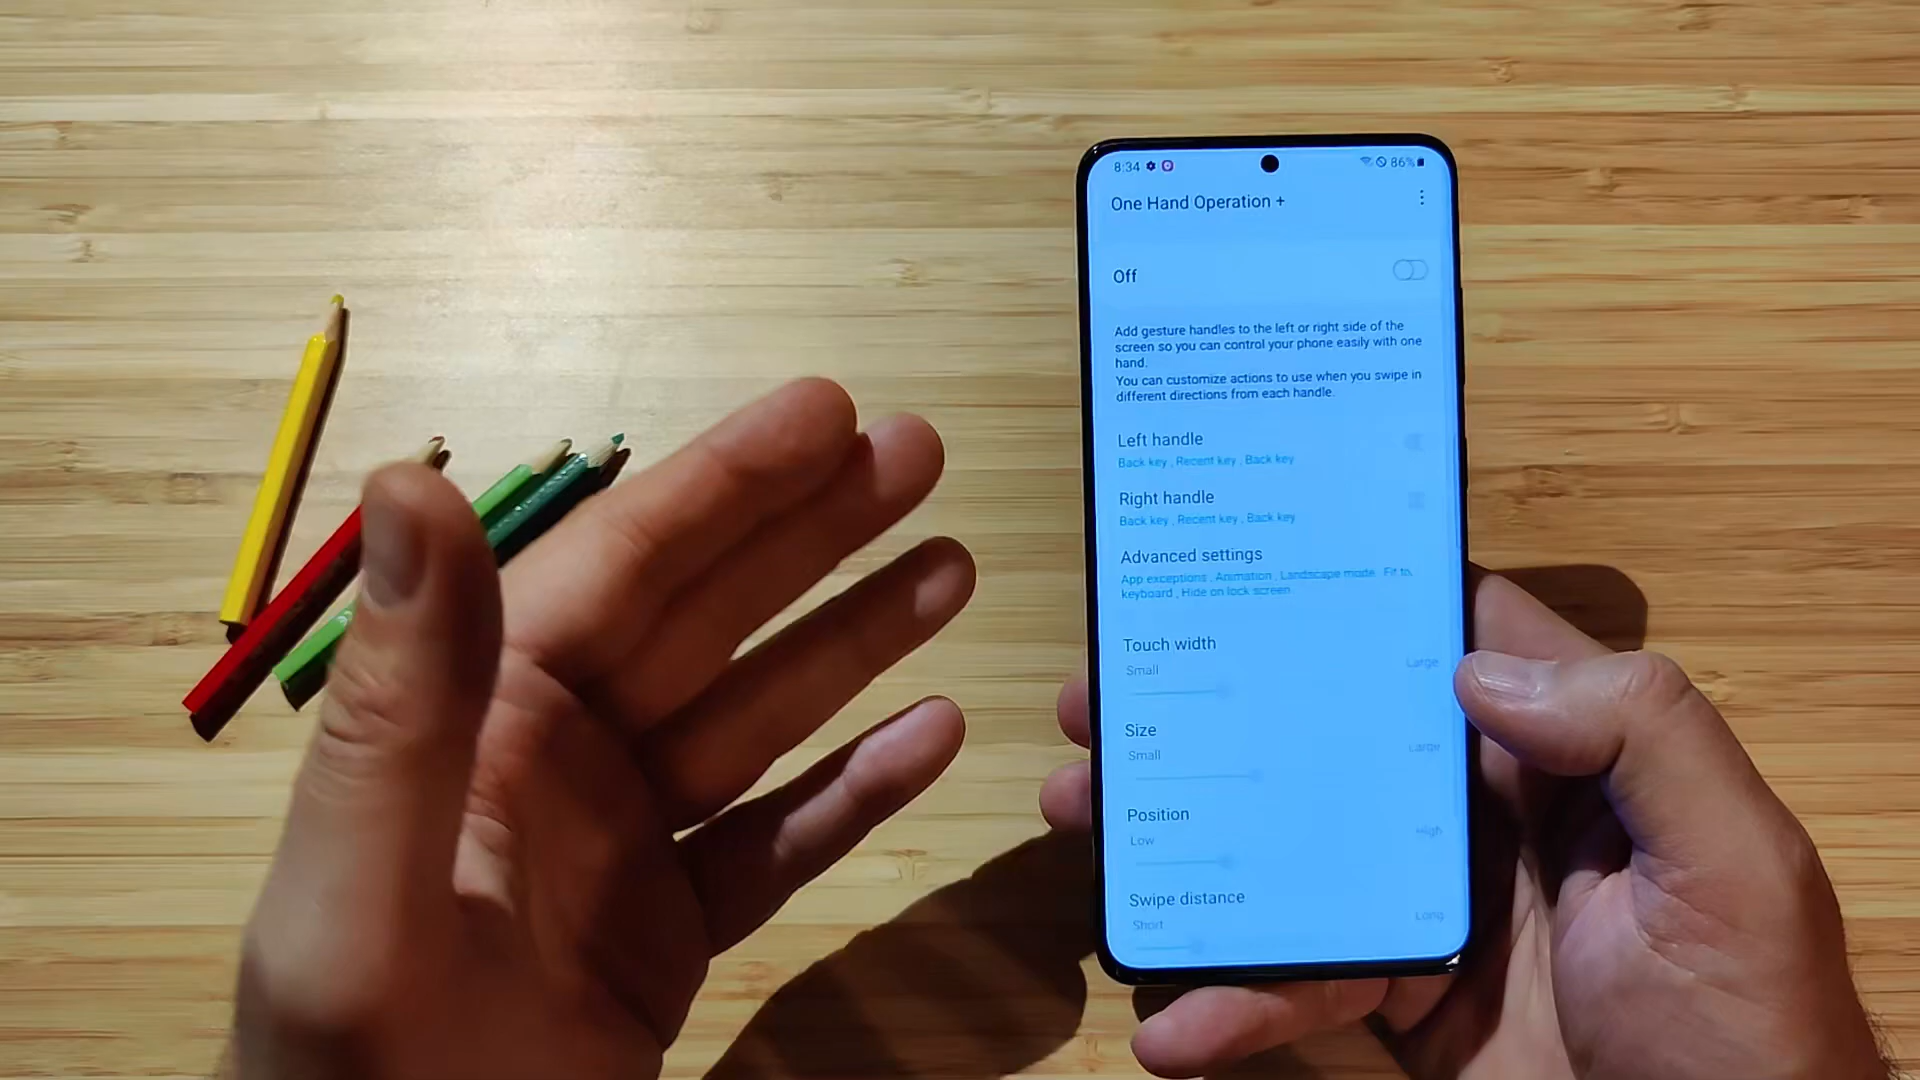 8:34
86%
One Hand Operation +
Off
Add gesture handles to the left or right side of the
screen so you can control your phone easily with one
hand.
You can customize actions to use when you swipe in
different directions from each handle.
Left handle
Back key , Recent key , Back key
Right handle
Back key , Recent key , Back key
Advanced settings
App exceptions , Animation , Landscape mode Fit to
keyboard , Hide on lock screen
Touch width
Small Large
Size
Small Large
Position
Low High
Swipe distance
Short Long